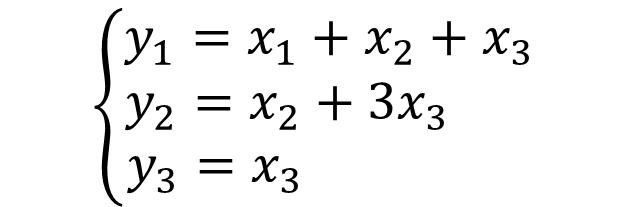 y₁ = x₁ + x₂ + x₃
y₂ = x₂ + 3x₃
y₃ = x₃